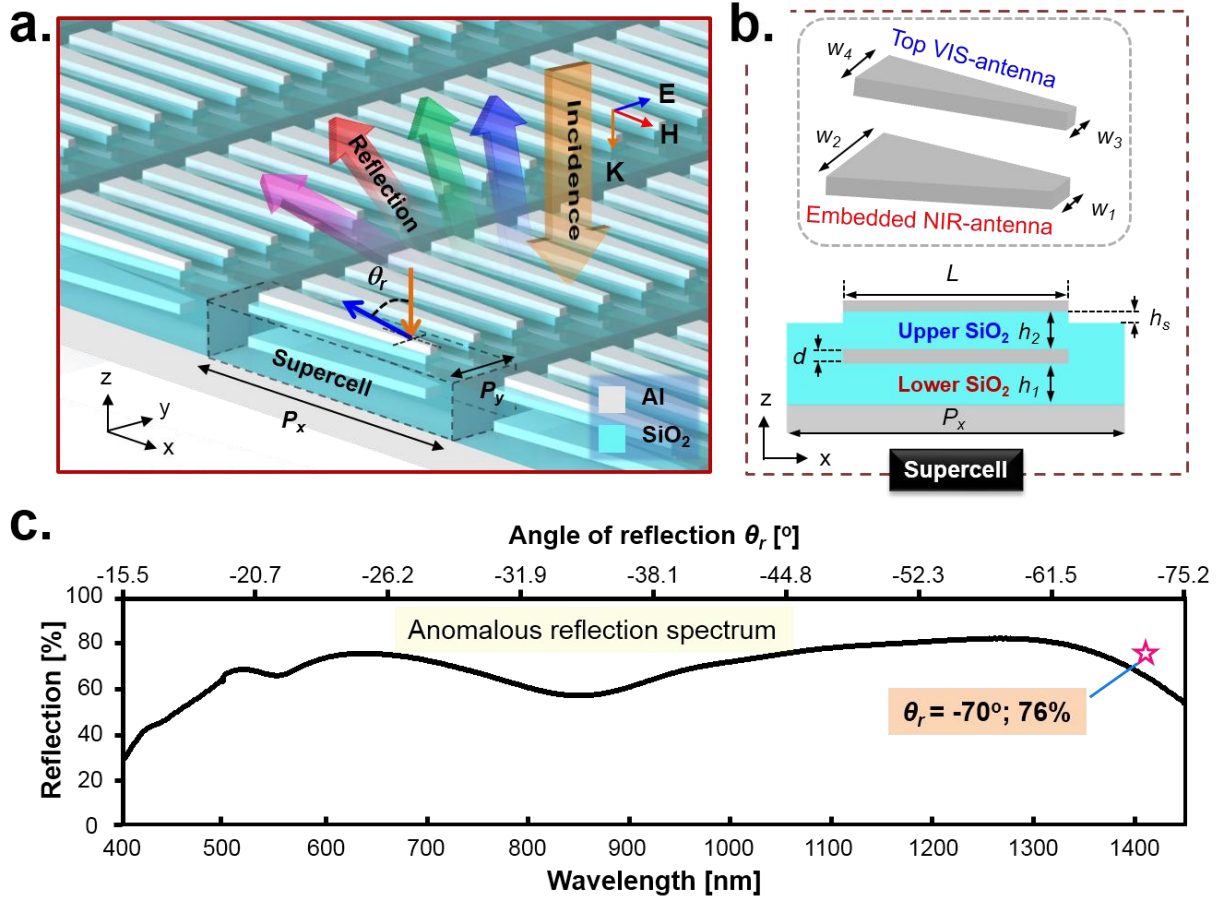 a.
Incidence
E
H
K
Reflection
θr
Supercell
Px
Py
z
y
x
Al
SiO2
b.
w4
Top VIS-antenna
w3
w2
w1
Embedded NIR-antenna
L
Upper SiO2 h2
hs
d
Lower SiO2 h1
Px
z
x
Supercell
c.
Angle of reflection θr [º]
-15.5 -20.7 -26.2 -31.9 -38.1 -44.8 -52.3 -61.5 -75.2
Reflection [%]
100
80
60
40
20
0
Anomalous reflection spectrum
θr = -70º; 76%
400 500 600 700 800 900 1000 1100 1200 1300 1400
Wavelength [nm]